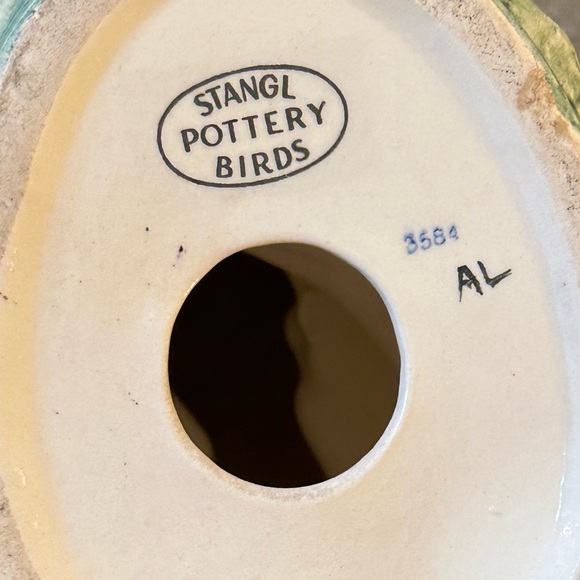 STANGL
POTTERY
BIRDS
3584
AL